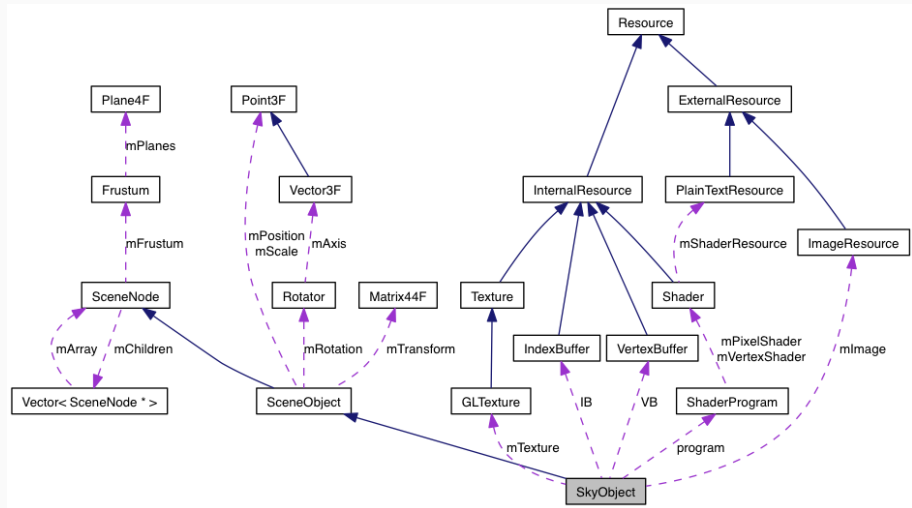 Resource
Plane4F
Point3F
ExternalResource
mPlanes
Frustum
Vector3F
InternalResource
PlainTextResource
mFrustum
mPosition
mScale
mAxis
mShaderResource
ImageResource
SceneNode
Rotator
Matrix44F
Texture
Shader
mArray
mChildren
mRotation
mTransform
IndexBuffer
VertexBuffer
mPixelShader
mVertexShader
mImage
Vector< SceneNode * >
SceneObject
GLTexture
IB
VB
ShaderProgram
mTexture
program
SkyObject